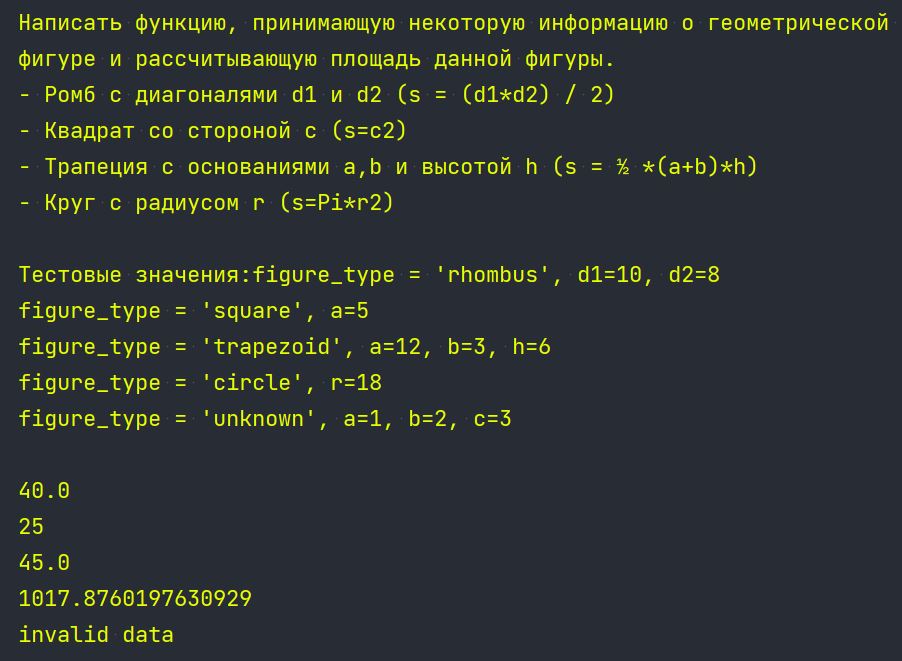 Написать функцию, принимающую некоторую информацию о геометрической
фигуре и рассчитывающую площадь данной фигуры.
- Ромб с диагоналями d1 и d2 (s = (d1*d2) / 2)
- Квадрат со стороной c (s=c2)
- Трапеция с основаниями a,b и высотой h (s = ½ *(a+b)*h)
- Круг с радиусом r (s=Pi*r2)
Тестовые значения:figure_type = 'rhombus', d1=10, d2=8
figure_type = 'square', a=5
figure_type = 'trapezoid', a=12, b=3, h=6
figure_type = 'circle', r=18
figure_type = 'unknown', a=1, b=2, c=3
40.0
25
45.0
1017.8760197630929
invalid data